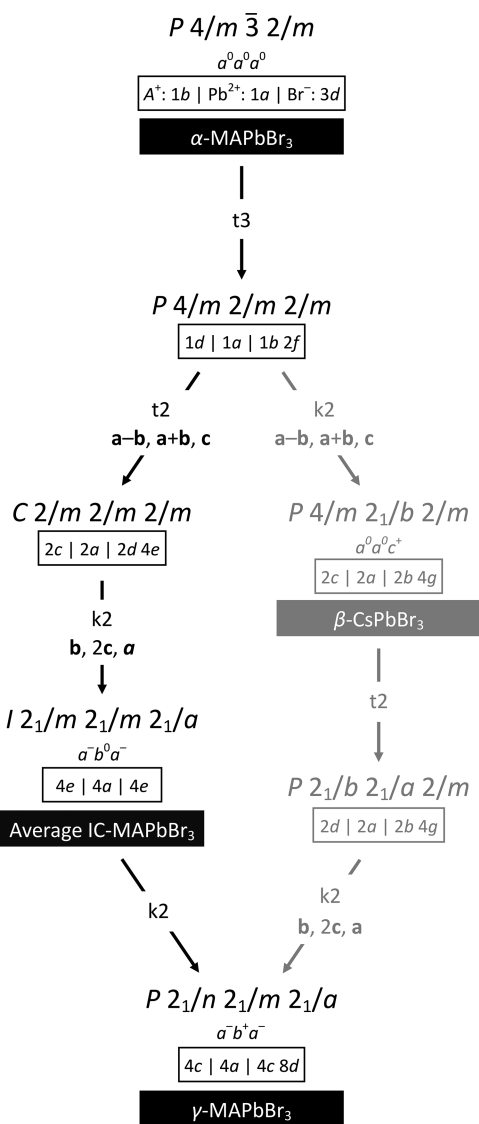 P 4/m 3̄ 2/m
a⁰a⁰a⁰
A⁺: 1b | Pb²⁺: 1a | Br⁻: 3d
α-MAPbBr₃
t3
P 4/m 2/m 2/m
1d | 1a | 1b 2f
t2
a–b, a+b, c
k2
a–b, a+b, c
C 2/m 2/m 2/m
2c | 2a | 2d 4e
k2
b, 2c, a
P 4/m 2₁/b 2/m
a⁰a⁰c⁺
2c | 2a | 2b 4g
β-CsPbBr₃
t2
I 2₁/m 2₁/m 2₁/a
a⁻b⁰a⁻
4e | 4a | 4e
Average IC-MAPbBr₃
k2
P 2₁/b 2₁/a 2/m
2d | 2a | 2b 4g
k2
b, 2c, a
P 2₁/n 2₁/m 2₁/a
a⁻b⁺a⁻
4c | 4a | 4c 8d
γ-MAPbBr₃